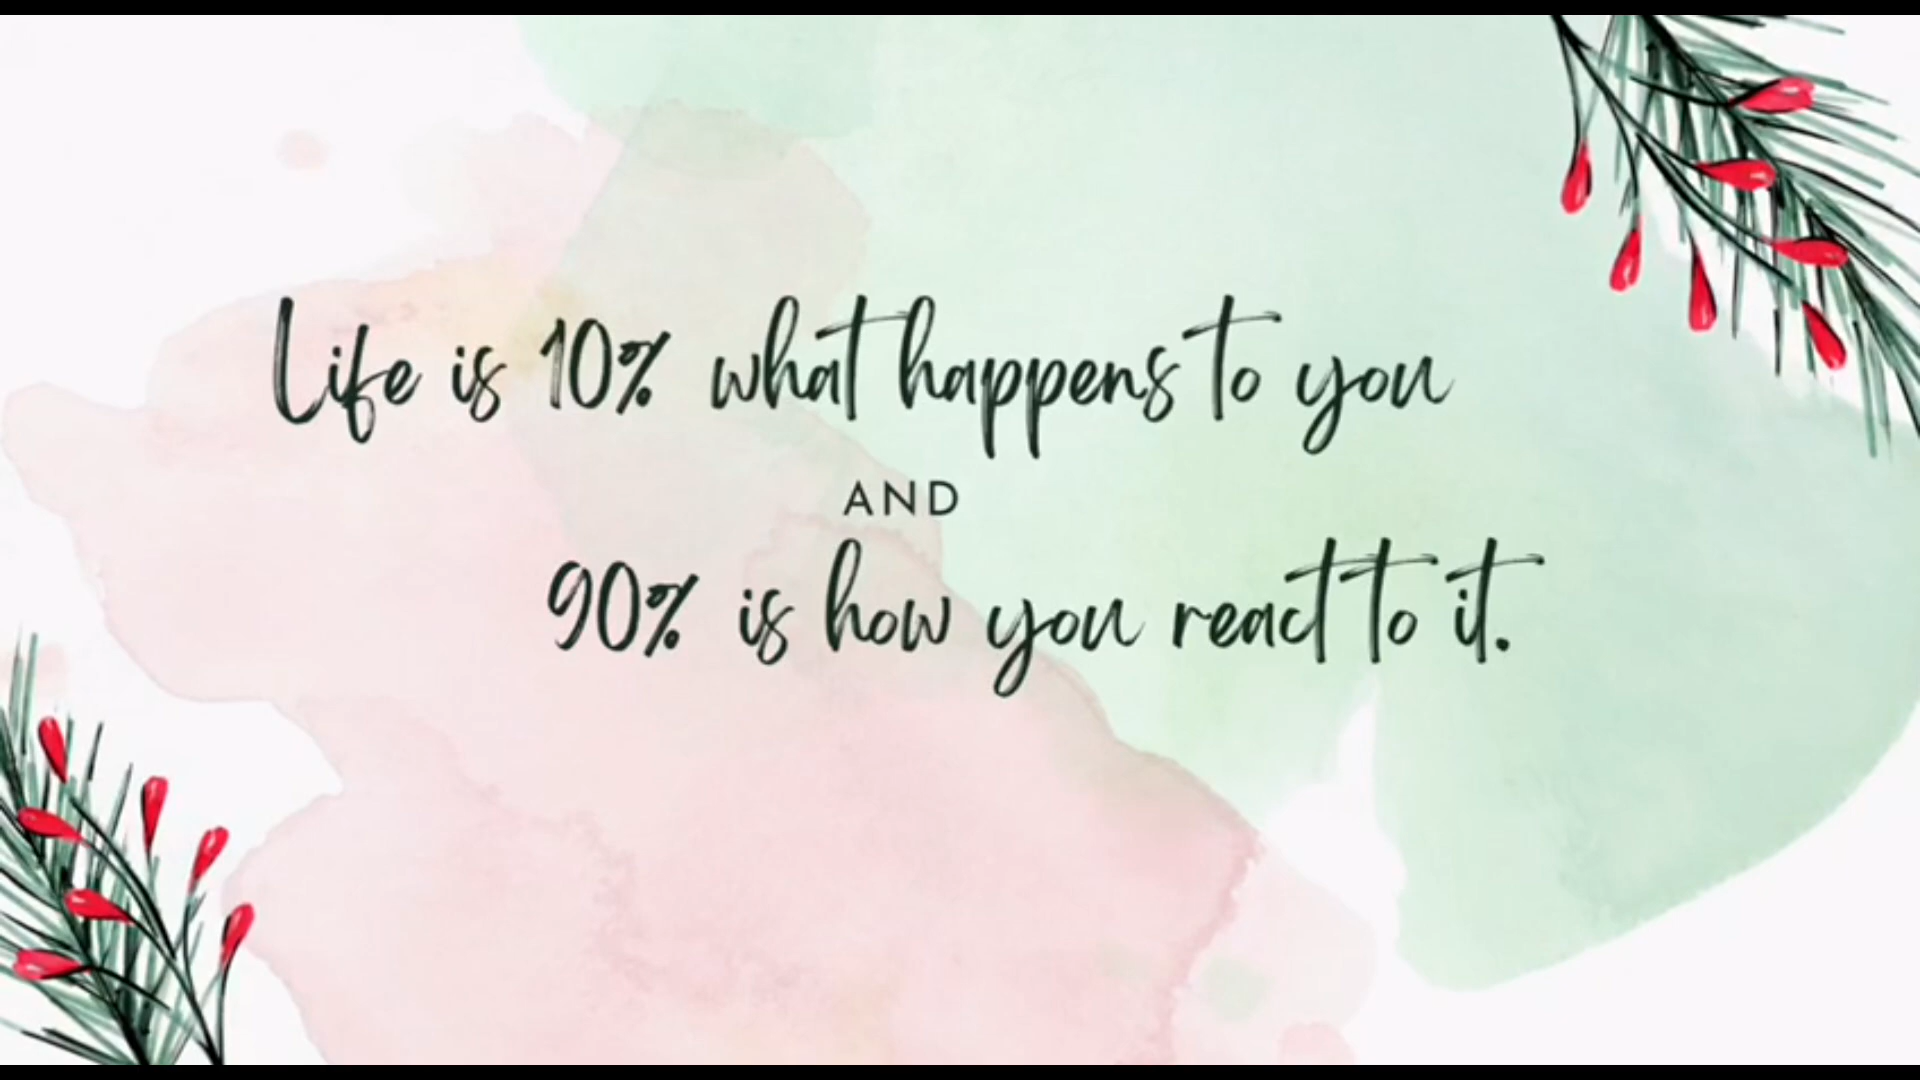 Life is 10% what happens to you
AND
90% is how you react to it.